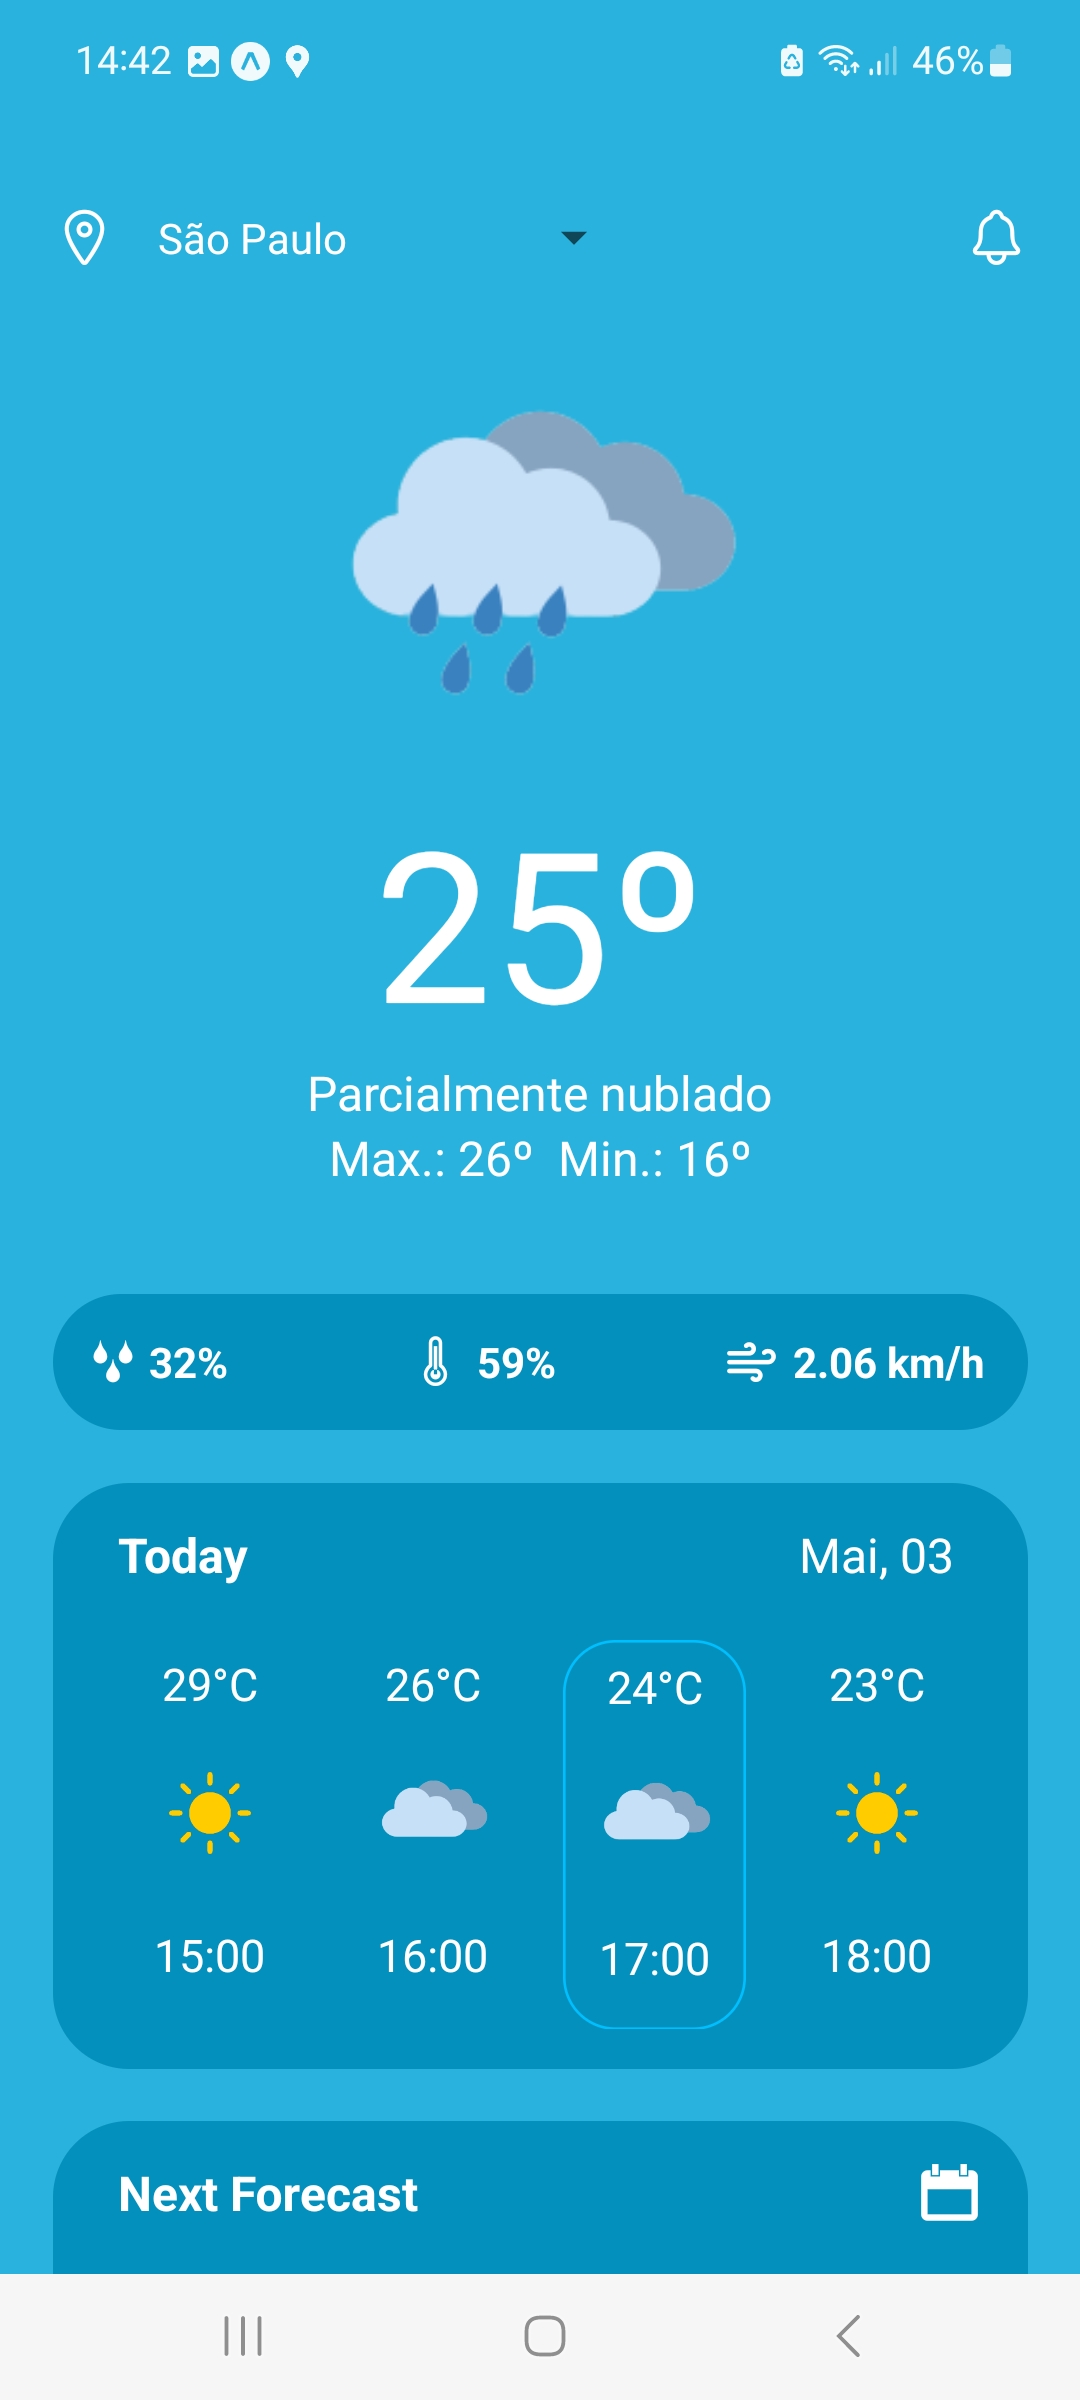 14:42 46%
São Paulo
25º
Parcialmente nublado
Max.: 26º Min.: 16º
32% 59% 2.06 km/h
Today Mai, 03
29°C 26°C 24°C 23°C
15:00 16:00 17:00 18:00
Next Forecast